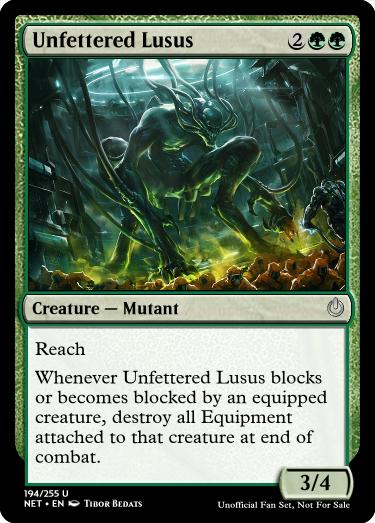 Unfettered Lusus 2
Creature — Mutant
Reach
Whenever Unfettered Lusus blocks
or becomes blocked by an equipped
creature, destroy all Equipment
attached to that creature at end of
combat.
3/4
194/255 U
NET • EN Tibor Bedats
Unofficial Fan Set, Not For Sale